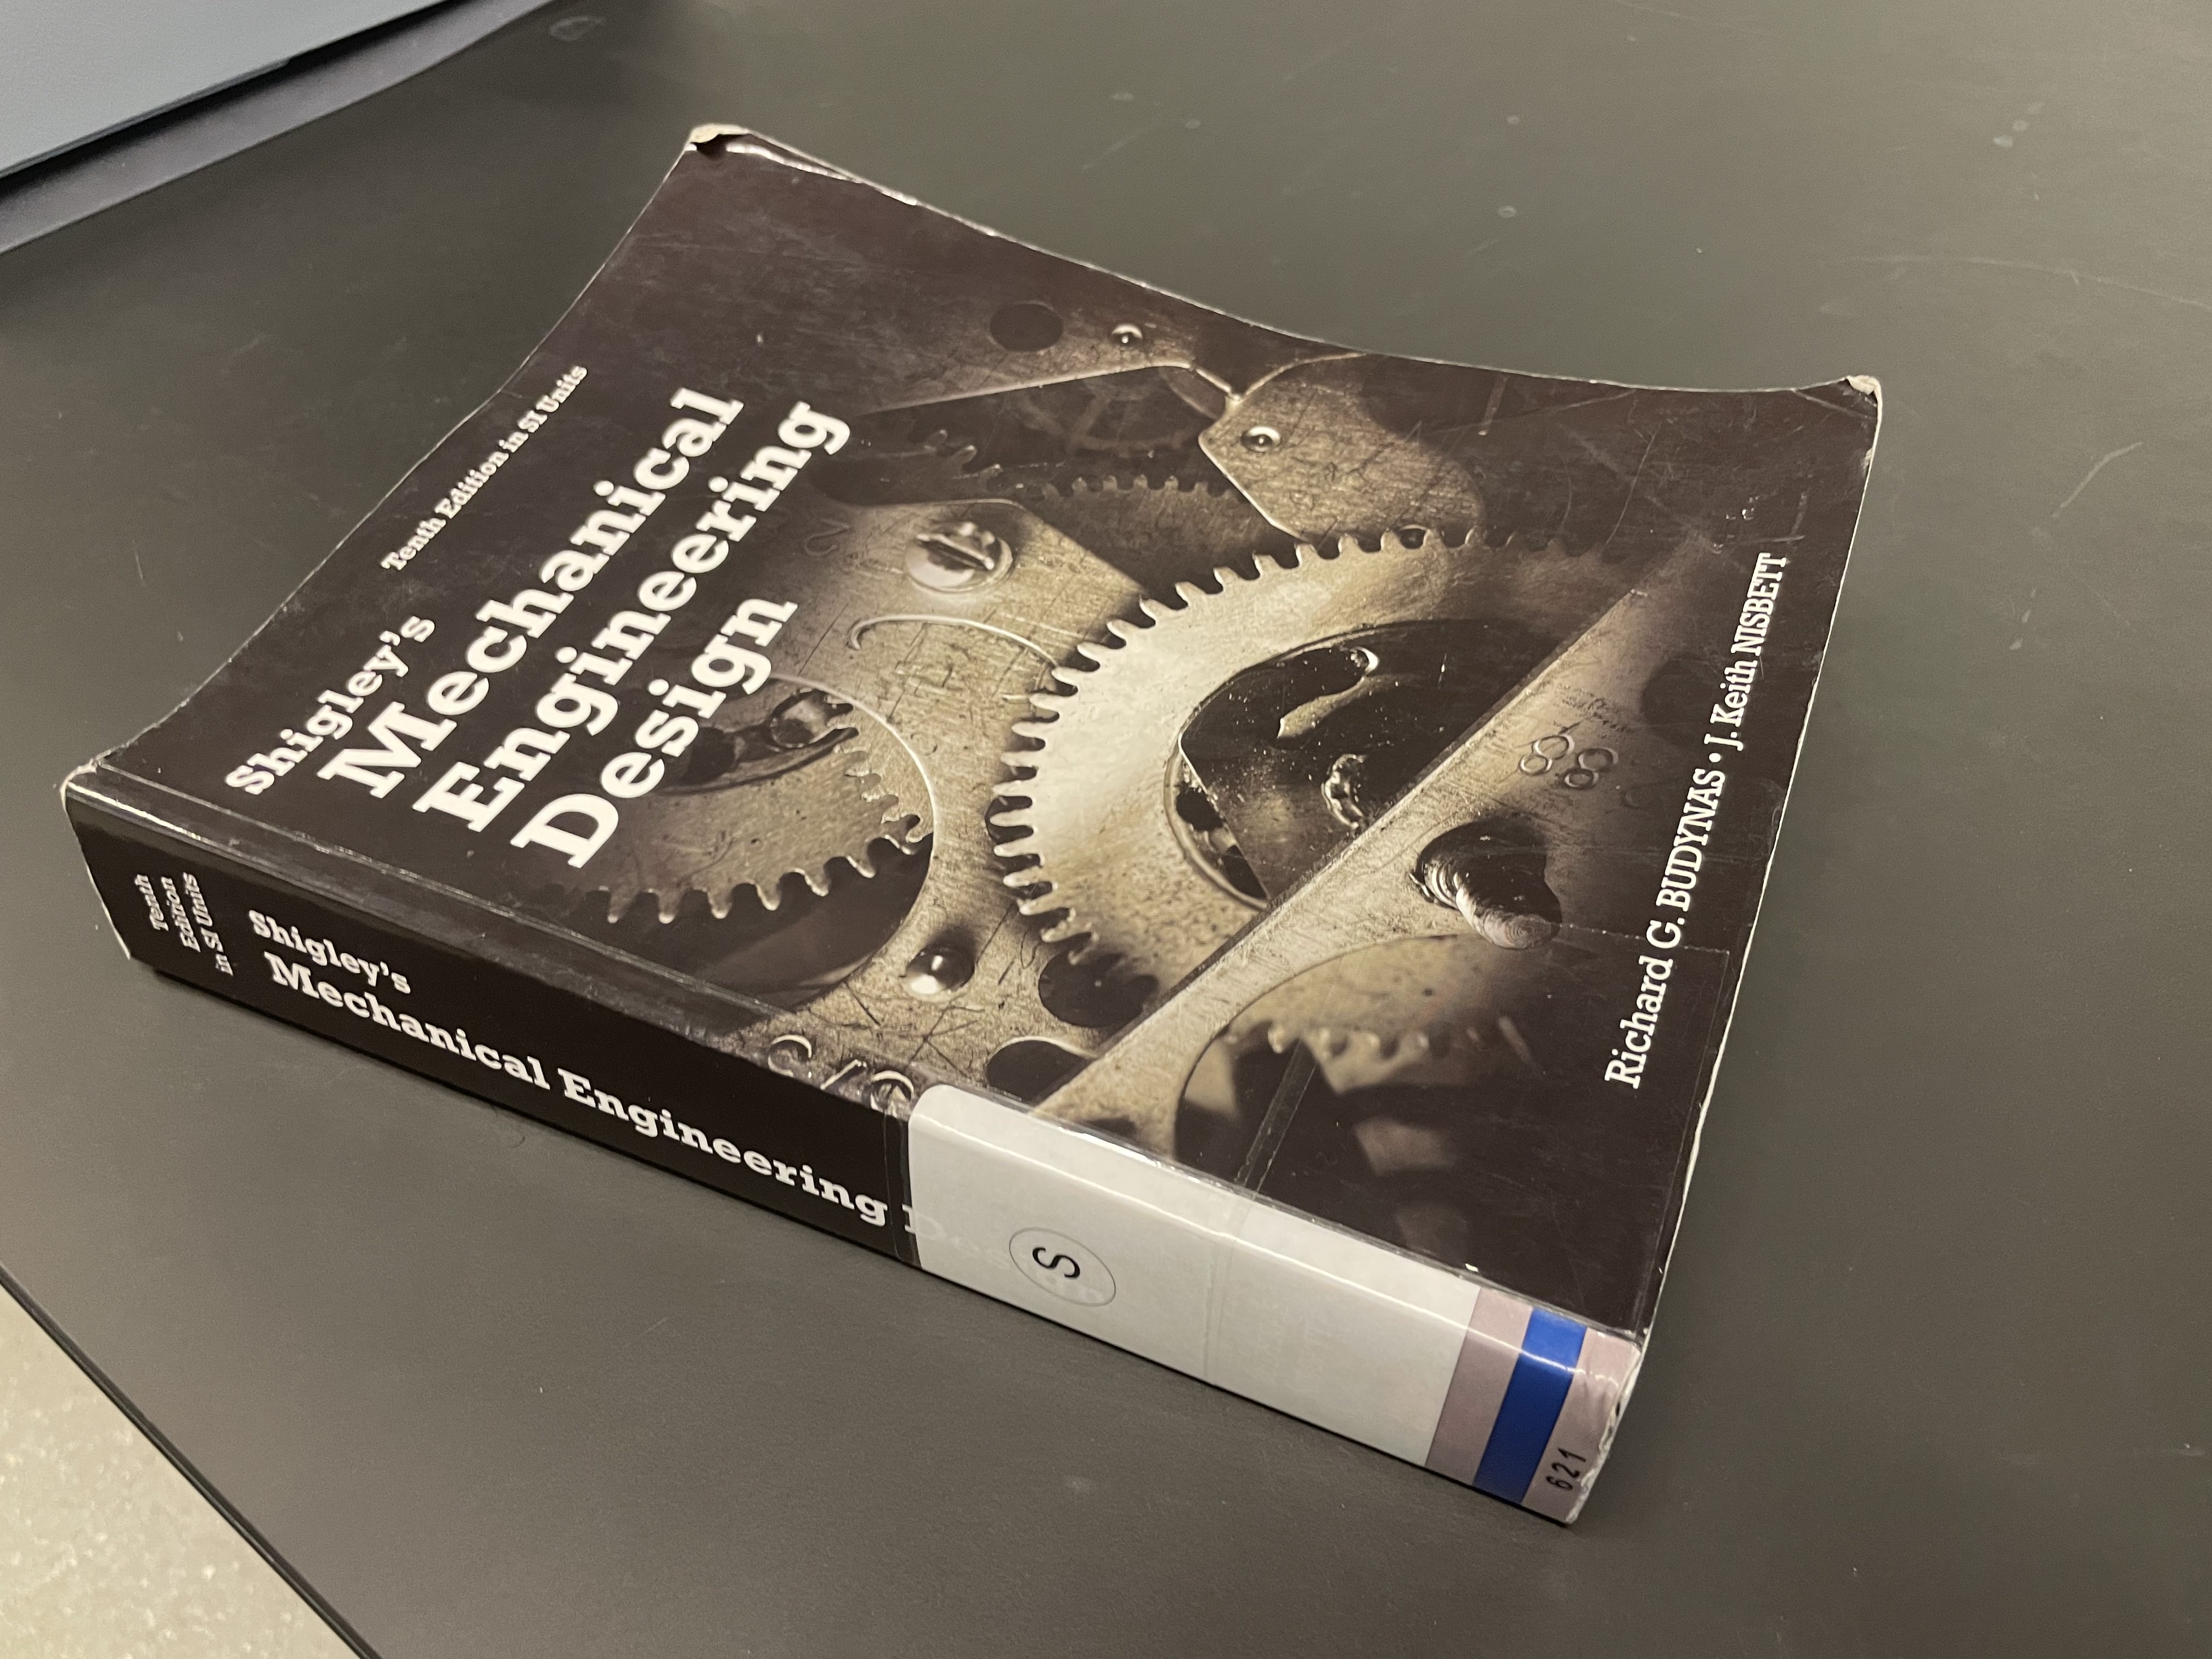 Tenth Edition in SI Units
Shigley's
Mechanical
Engineering
Design
Richard G. BUDYNAS • J. Keith NISBETT
Tenth
Edition
in SI Units
Shigley's
Mechanical Engineering D
S
621